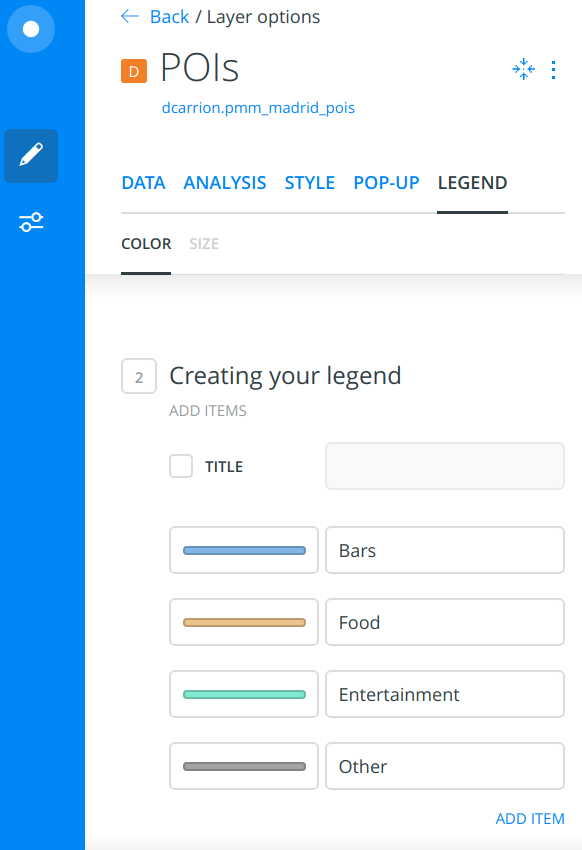 Back / Layer options
D POIs
dcarrion.pmm_madrid_pois
DATA ANALYSIS STYLE POP-UP LEGEND
COLOR SIZE
2 Creating your legend
ADD ITEMS
TITLE
Bars
Food
Entertainment
Other
ADD ITEM